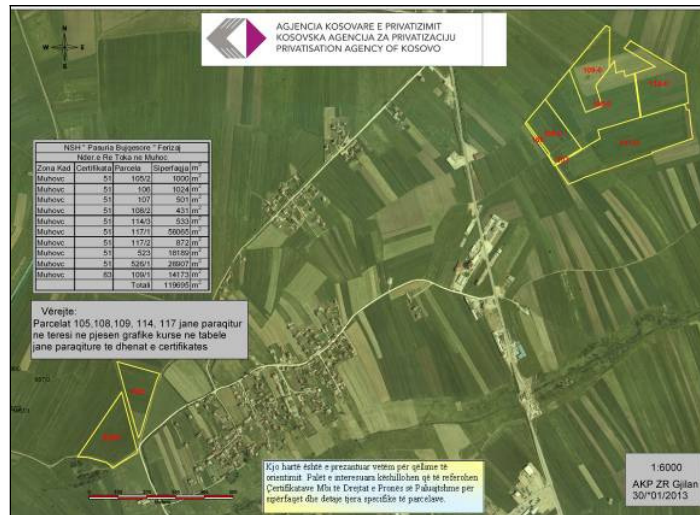 AGJENCIA KOSOVARE E PRIVATIZIMIT
KOSOVSKA AGENCIJA ZA PRIVATIZACIJU
PRIVATISATION AGENCY OF KOSOVO
N
W E
S
NSH " Pasuria Bujqesore " Ferizaj
Nder.e Re Toka ne Muhoc
Zona Kad Certifikata Parcela Siperfaqja m²
Muhovc 51 105/2 1000 m²
Muhovc 51 106 1024 m²
Muhovc 51 107 501 m²
Muhovc 51 108/2 431 m²
Muhovc 51 114/3 533 m²
Muhovc 51 117/1 56065 m²
Muhovc 51 117/2 872 m²
Muhovc 51 523 18189 m²
Muhovc 51 526/1 26907 m²
Muhovc 63 109/1 14173 m²
Totali 119695 m²
Vërejte:
Parcelat 105,108,109, 114, 117 jane paraqitur
ne teresi ne pjesen grafike kurse ne tabele
jane paraqiture te dhenat e certifikates
Kjo hartë është e prezantuar vetëm për qëllime të
orientimit. Palët e interesuara këshillohen që të referohen
Çertifikatave Mbi të Drejtat e Pronës së Paluajtshme për
sipërfaqet dhe detaje tjera specifike të parcelave.
1:6000
AKP ZR Gjilan
30/*01*2013